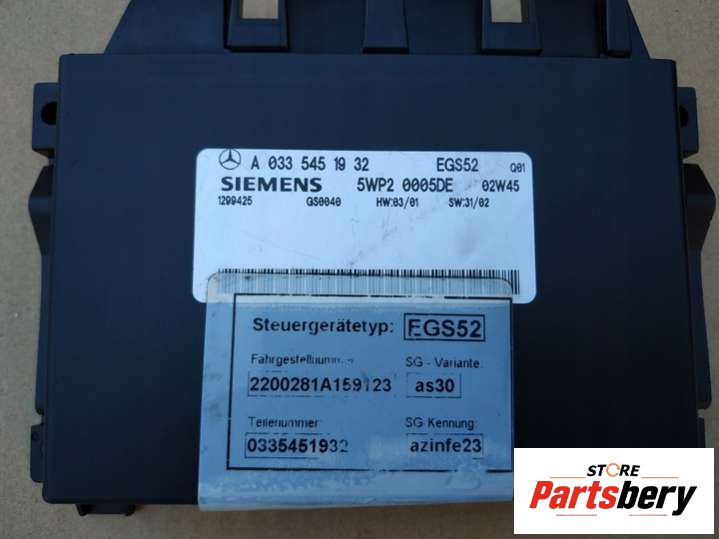 A 033 545 19 32 EGS52 Q01
SIEMENS 5WP2 0005DE 02W45
1299425 GS0040 HW:03/01 SW:31/02
Steuergerätetyp: EGS52
Fahrgestellnummer SG - Variante:
2200281A159123 as30
Teilenummer: SG Kennung:
0335451932 azinfe23
STORE
Partsbery